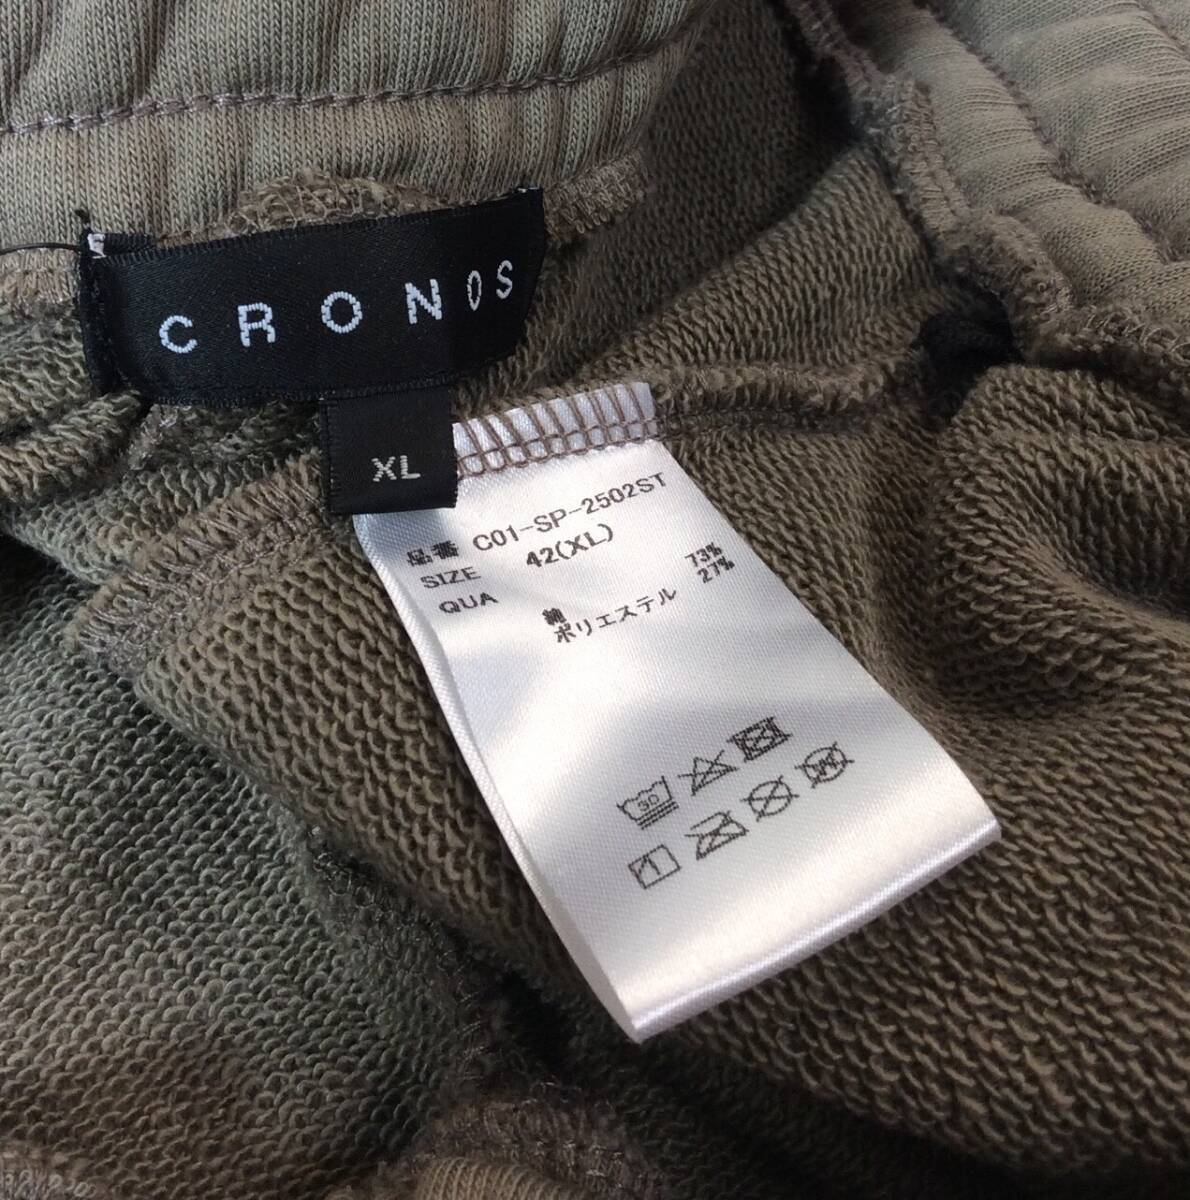 CRONOS
XL
品番 C01-SP-2502ST
SIZE 42(XL)
QUA 綿 73%
ポリエステル 27%
30